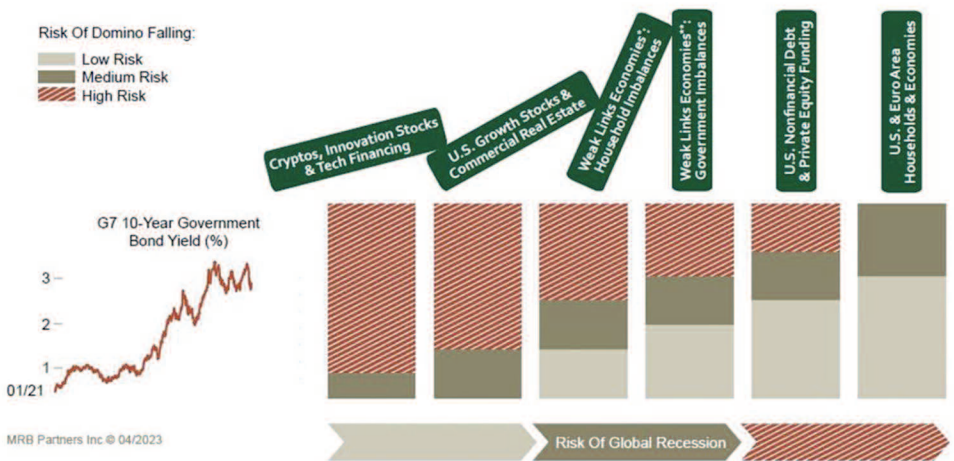 Risk Of Domino Falling:
Low Risk
Medium Risk
High Risk
Cryptos, Innovation Stocks
& Tech Financing
U.S. Growth Stocks &
Commercial Real Estate
Weak Links Economies*:
Household Imbalances
Weak Links Economies**:
Government Imbalances
U.S. Nonfinancial Debt
& Private Equity Funding
U.S. & Euro Area
Households & Economies
G7 10-Year Government
Bond Yield (%)
3
2
1
01/21
MRB Partners Inc © 04/2023
Risk Of Global Recession